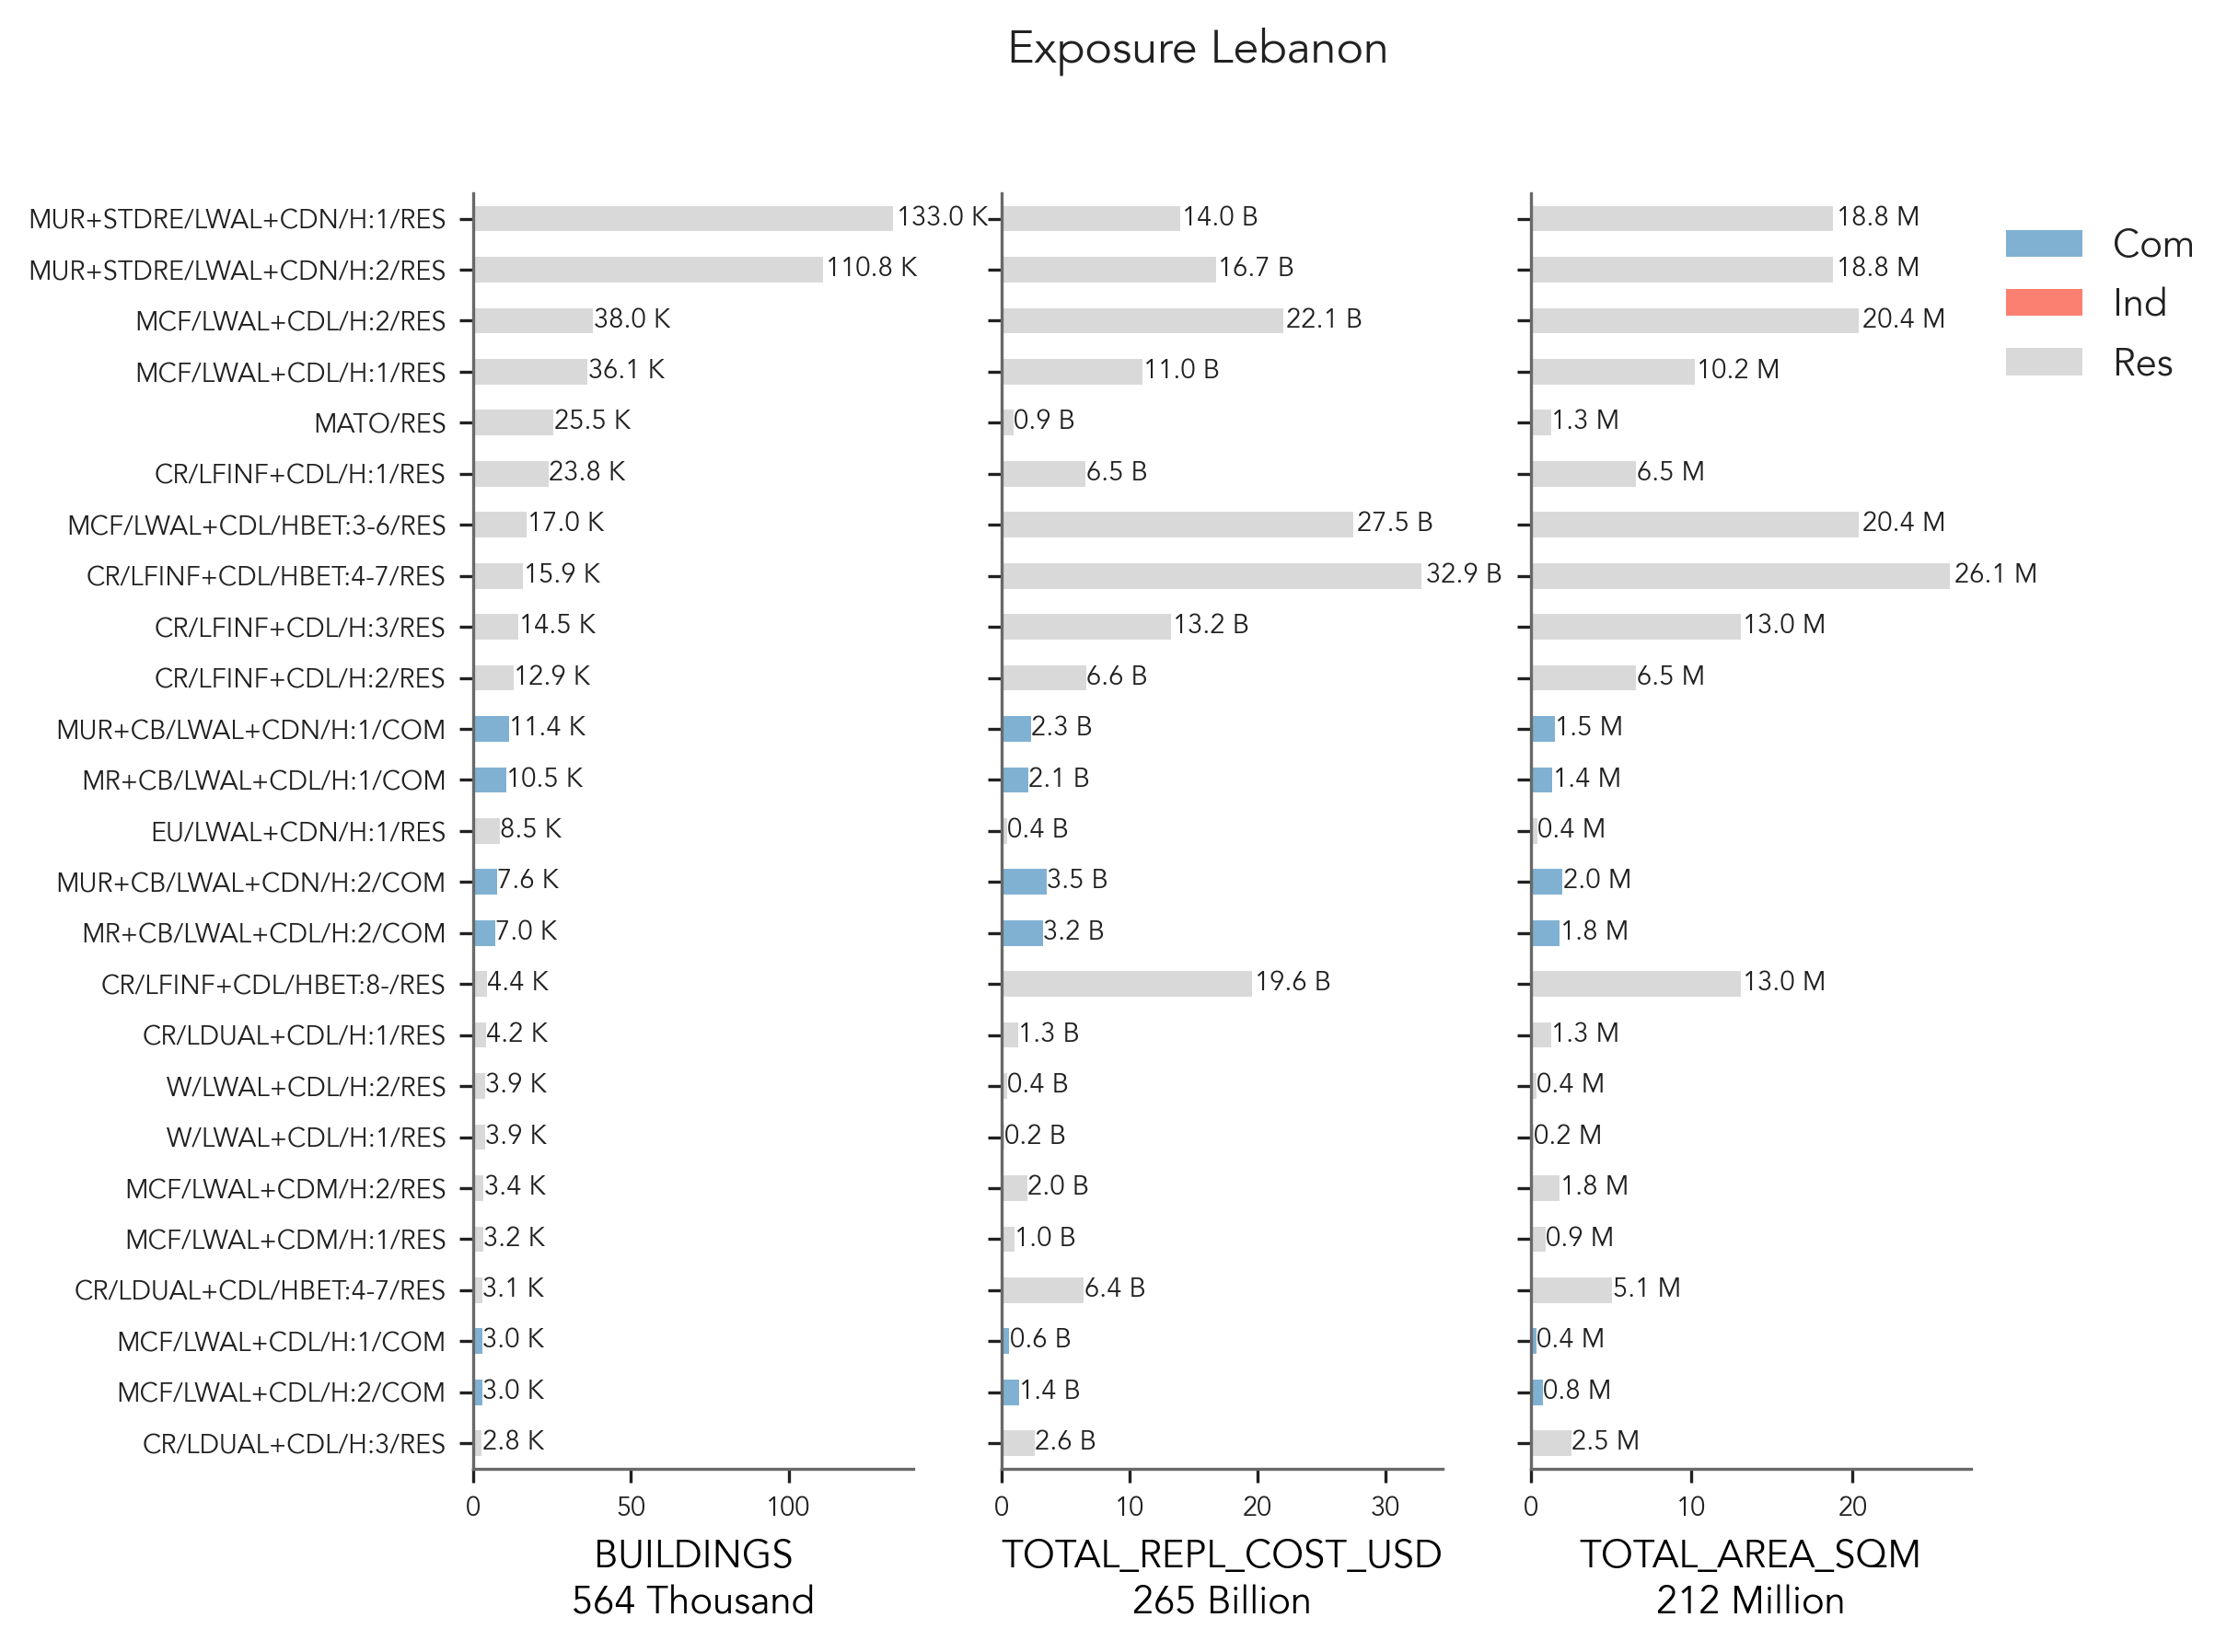 Exposure Lebanon
MUR+STDRE/LWAL+CDN/H:1/RES 133.0 K 14.0 B 18.8 M
MUR+STDRE/LWAL+CDN/H:2/RES 110.8 K 16.7 B 18.8 M
MCF/LWAL+CDL/H:2/RES 38.0 K 22.1 B 20.4 M
MCF/LWAL+CDL/H:1/RES 36.1 K 11.0 B 10.2 M
MATO/RES 25.5 K 0.9 B 1.3 M
CR/LFINF+CDL/H:1/RES 23.8 K 6.5 B 6.5 M
MCF/LWAL+CDL/HBET:3-6/RES 17.0 K 27.5 B 20.4 M
CR/LFINF+CDL/HBET:4-7/RES 15.9 K 32.9 B 26.1 M
CR/LFINF+CDL/H:3/RES 14.5 K 13.2 B 13.0 M
CR/LFINF+CDL/H:2/RES 12.9 K 6.6 B 6.5 M
MUR+CB/LWAL+CDN/H:1/COM 11.4 K 2.3 B 1.5 M
MR+CB/LWAL+CDL/H:1/COM 10.5 K 2.1 B 1.4 M
EU/LWAL+CDN/H:1/RES 8.5 K 0.4 B 0.4 M
MUR+CB/LWAL+CDN/H:2/COM 7.6 K 3.5 B 2.0 M
MR+CB/LWAL+CDL/H:2/COM 7.0 K 3.2 B 1.8 M
CR/LFINF+CDL/HBET:8-/RES 4.4 K 19.6 B 13.0 M
CR/LDUAL+CDL/H:1/RES 4.2 K 1.3 B 1.3 M
W/LWAL+CDL/H:2/RES 3.9 K 0.4 B 0.4 M
W/LWAL+CDL/H:1/RES 3.9 K 0.2 B 0.2 M
MCF/LWAL+CDM/H:2/RES 3.4 K 2.0 B 1.8 M
MCF/LWAL+CDM/H:1/RES 3.2 K 1.0 B 0.9 M
CR/LDUAL+CDL/HBET:4-7/RES 3.1 K 6.4 B 5.1 M
MCF/LWAL+CDL/H:1/COM 3.0 K 0.6 B 0.4 M
MCF/LWAL+CDL/H:2/COM 3.0 K 1.4 B 0.8 M
CR/LDUAL+CDL/H:3/RES 2.8 K 2.6 B 2.5 M
0 50 100 0 10 20 30 0 10 20
BUILDINGS TOTAL_REPL_COST_USD TOTAL_AREA_SQM
564 Thousand 265 Billion 212 Million
Com
Ind
Res